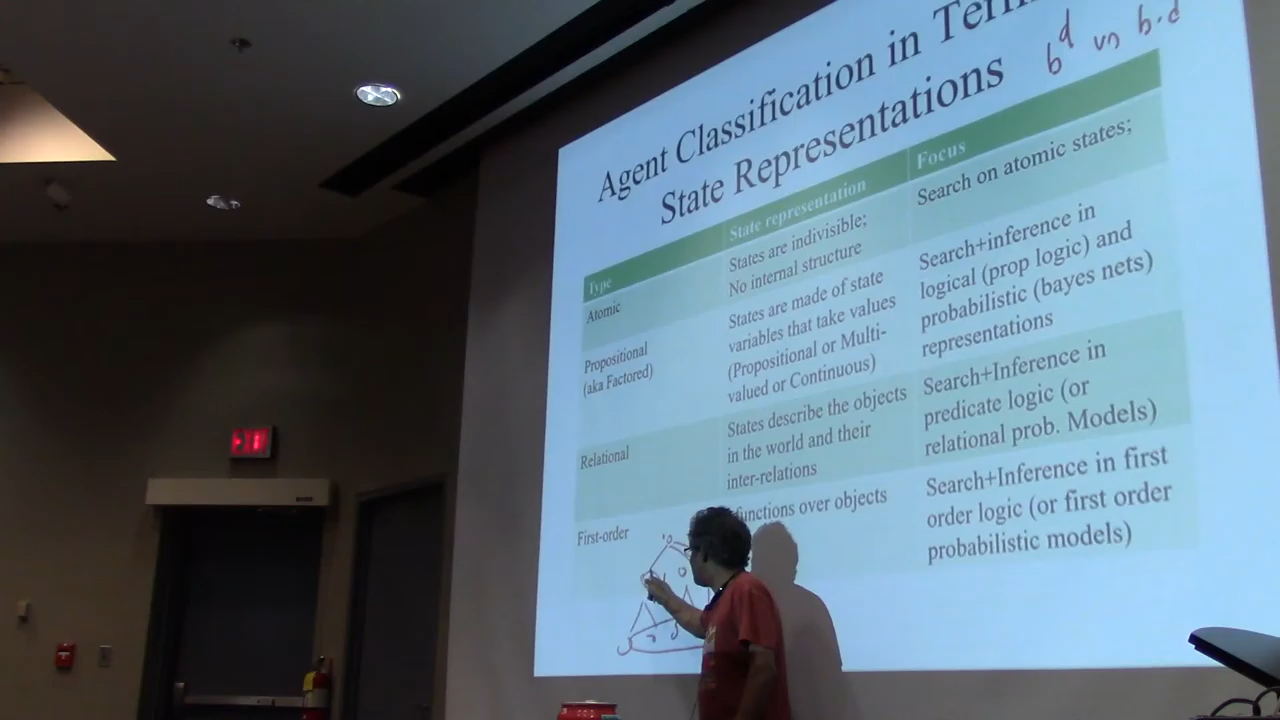 Agent Classification in Term
State Representations
b^d vs b.d
Type
State representation
Focus
Atomic
States are indivisible;
No internal structure
Search on atomic states;
Propositional
(aka Factored)
States are made of state
variables that take values
(Propositional or Multi-
valued or Continuous)
Search+inference in
logical (prop logic) and
probabilistic (bayes nets)
representations
Relational
States describe the objects
in the world and their
inter-relations
Search+Inference in
predicate logic (or
relational prob. Models)
First-order
functions over objects
Search+Inference in first
order logic (or first order
probabilistic models)
EXIT